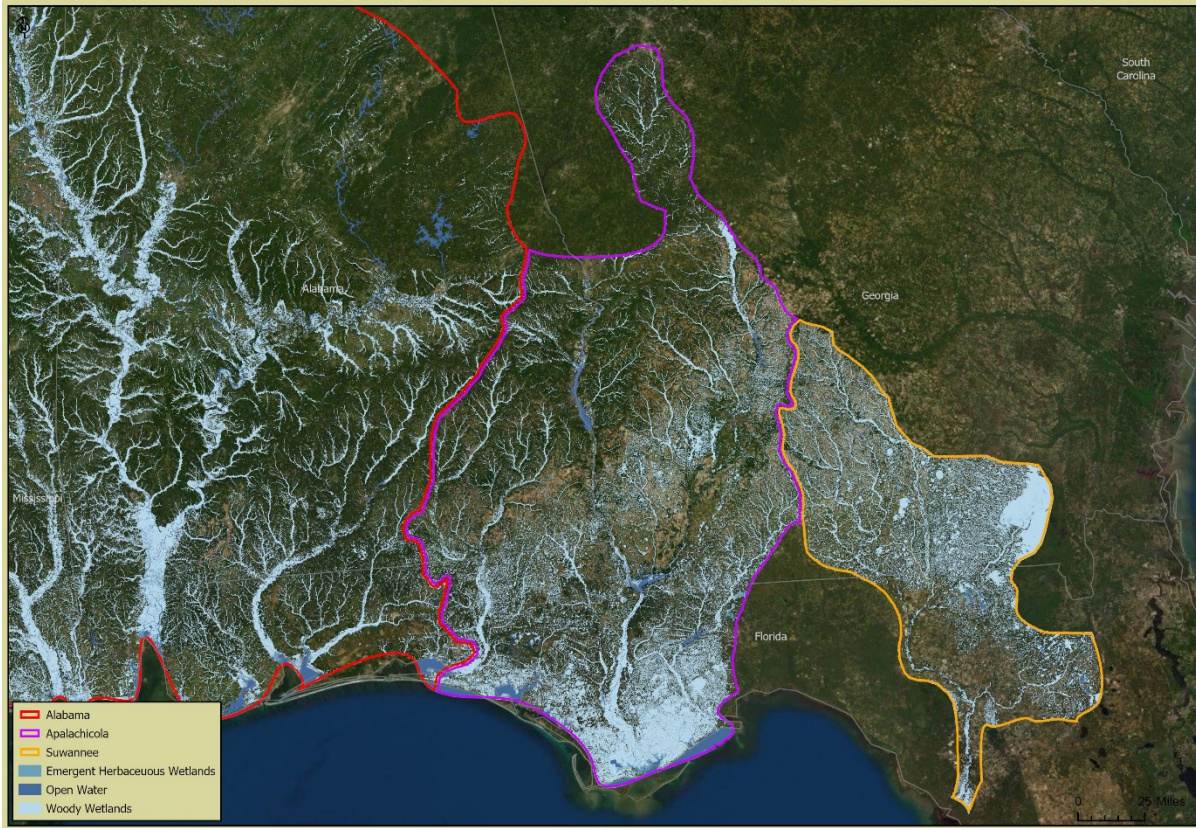 South
Carolina
Georgia
Alabama
Mississippi
Florida
Alabama
Apalachicola
Suwannee
Emergent Herbaceuous Wetlands
Open Water
Woody Wetlands
0 25 Miles